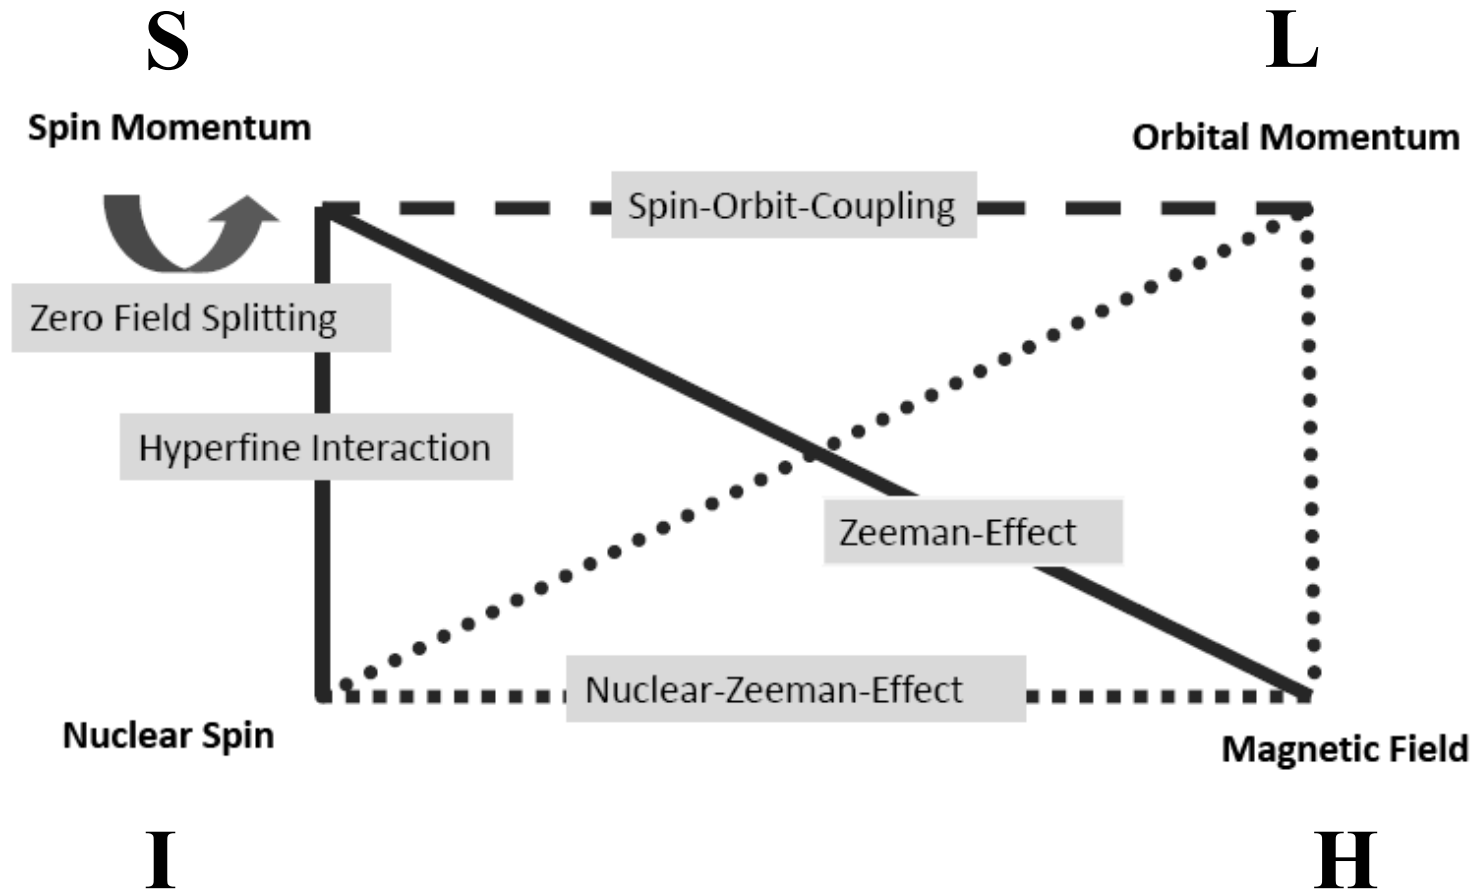 S
L
Spin Momentum
Orbital Momentum
Spin-Orbit-Coupling
Zero Field Splitting
Hyperfine Interaction
Zeeman-Effect
Nuclear-Zeeman-Effect
Nuclear Spin
Magnetic Field
I
H